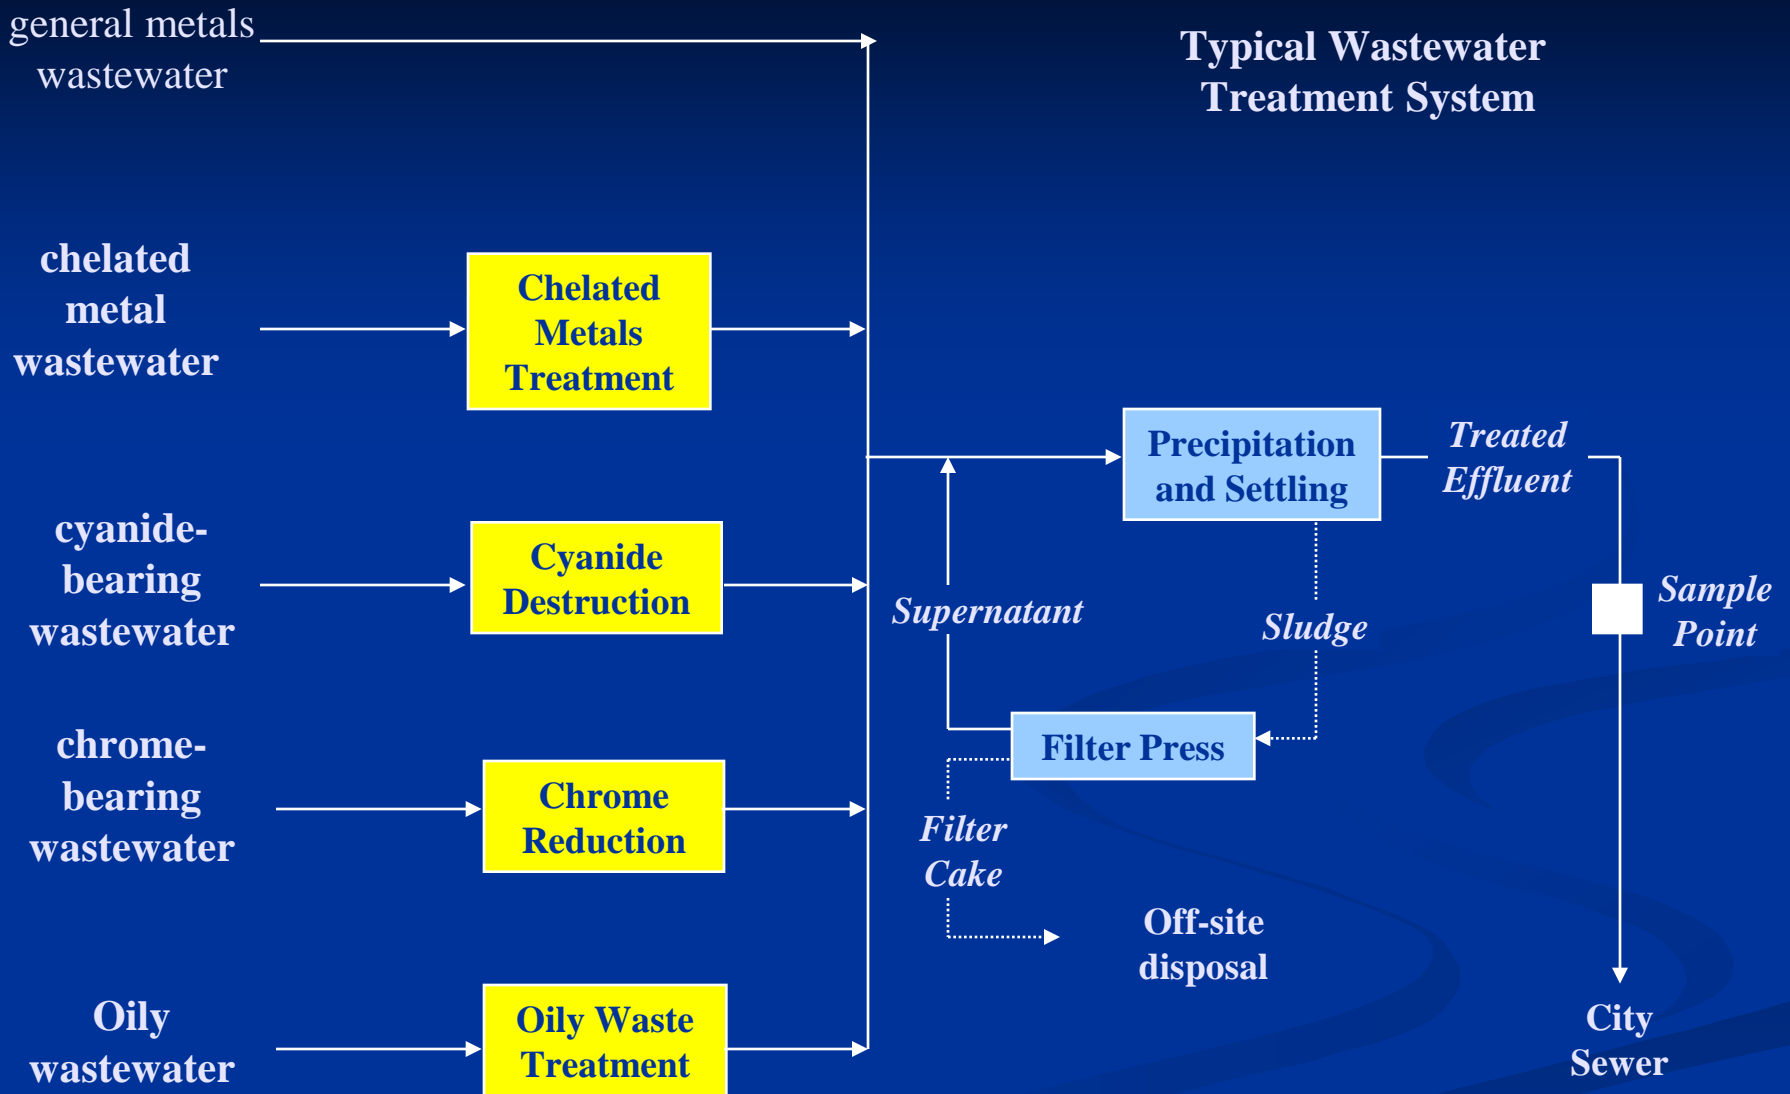 general metals
wastewater
Typical Wastewater
Treatment System
chelated
metal
wastewater
Chelated
Metals
Treatment
Precipitation
and Settling
Treated
Effluent
cyanide-
bearing
wastewater
Cyanide
Destruction
Supernatant
Sludge
Sample
Point
chrome-
bearing
wastewater
Chrome
Reduction
Filter Press
Filter
Cake
Off-site
disposal
Oily
wastewater
Oily Waste
Treatment
City
Sewer